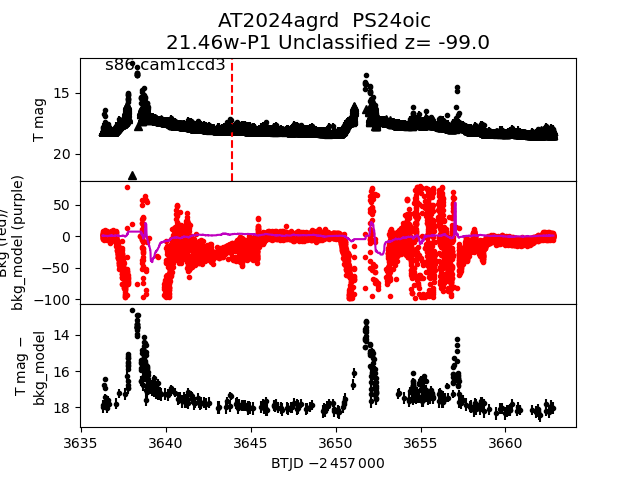 AT2024agrd PS24oic
21.46w-P1 Unclassified z= -99.0
s86 cam1ccd3
T mag
15
20
Bkg (red)/
bkg_model (purple)
50
0
−50
−100
T mag −
bkg_model
14
16
18
3635 3640 3645 3650 3655 3660
BTJD −2 457 000